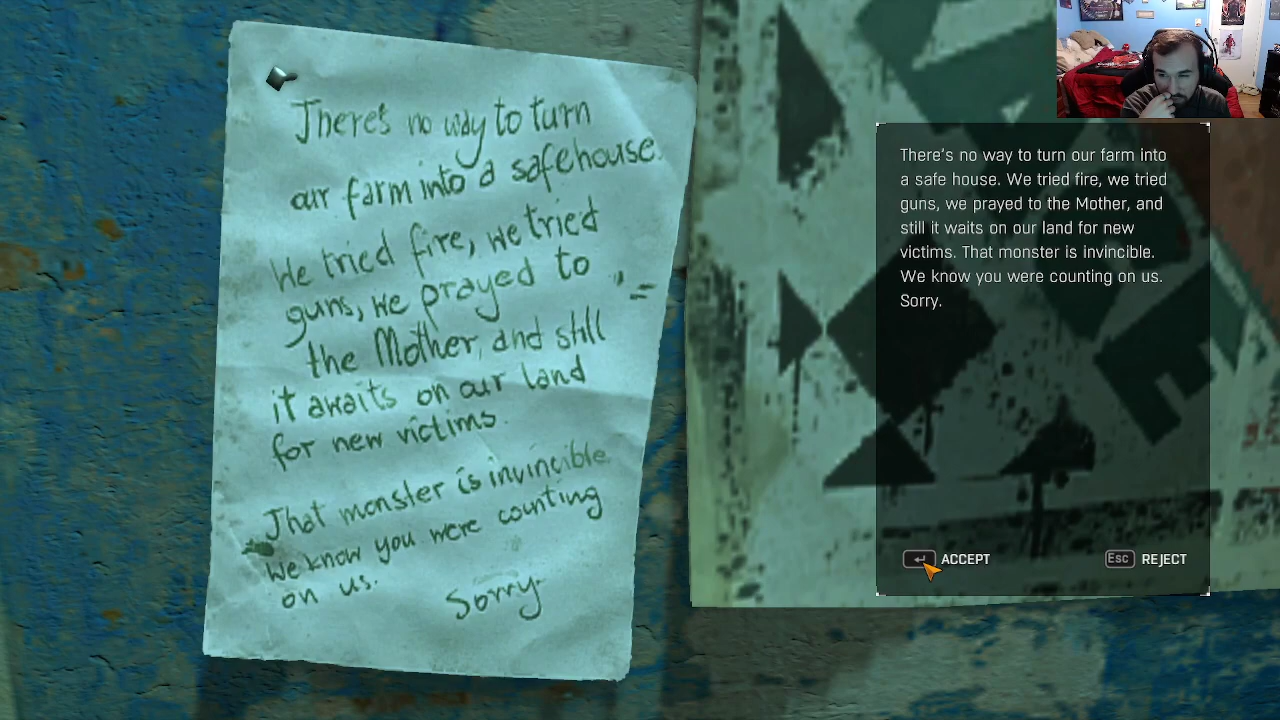 There's no way to turn
our farm into a safehouse.
We tried fire, we tried
guns, we prayed to
the Mother, and still
it awaits on our land
for new victims.
That monster is invincible
We know you were counting
on us.
Sorry.
There's no way to turn our farm into
a safe house. We tried fire, we tried
guns, we prayed to the Mother, and
still it waits on our land for new
victims. That monster is invincible.
We know you were counting on us.
Sorry.
ACCEPT
Esc REJECT